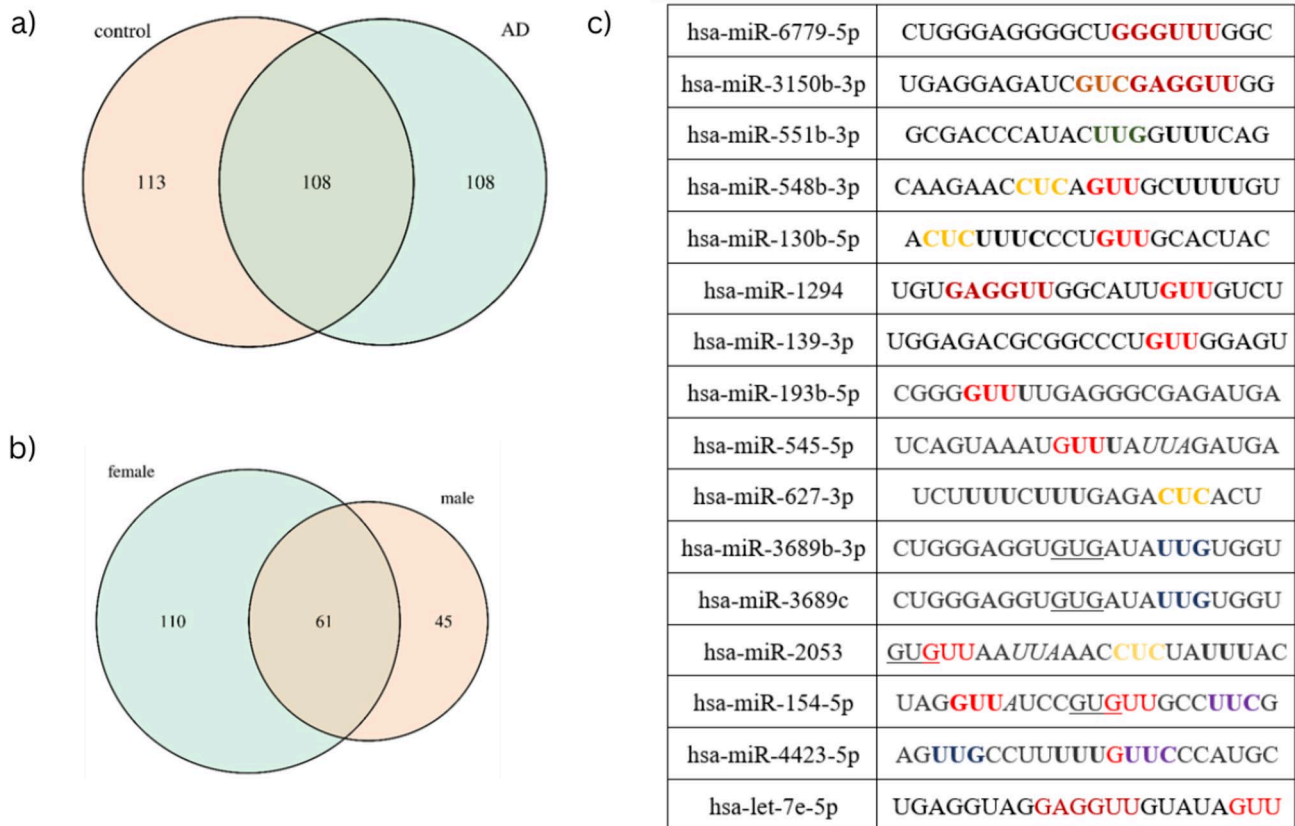 a)
control
AD
113
108
108
b)
female
male
110
61
45
c)
hsa-miR-6779-5p CUGGGAGGGGCUGGGUUUGGC
hsa-miR-3150b-3p UGAGGAGAUCGUCGAGGUUGG
hsa-miR-551b-3p GCGACCCAUACUUGGUUUCAG
hsa-miR-548b-3p CAAGAACCUCAGUUGCUUUUGU
hsa-miR-130b-5p ACUCUUUCCCUGUUGCACUAC
hsa-miR-1294 UGUGAGGUUGGCAUUGUUGUCU
hsa-miR-139-3p UGGAGACGCGGCCCUGUUGGAGU
hsa-miR-193b-5p CGGGGUUUUGAGGGCGAGAUGA
hsa-miR-545-5p UCAGUAAAUGUUUAUUAGAUGA
hsa-miR-627-3p UCUUUUCUUUGAGACUCACU
hsa-miR-3689b-3p CUGGGAGGUGUGAUAUUGUGGU
hsa-miR-3689c CUGGGAGGUGUGAUAUUGUGGU
hsa-miR-2053 GUGUUAAUUAAACCUCUAUUUAC
hsa-miR-154-5p UAGGUUAUCCGUGUUGCCUUCG
hsa-miR-4423-5p AGUUGCCUUUUUGUUCCCAUGC
hsa-let-7e-5p UGAGGUAGGAGGUUGUAUAGUU